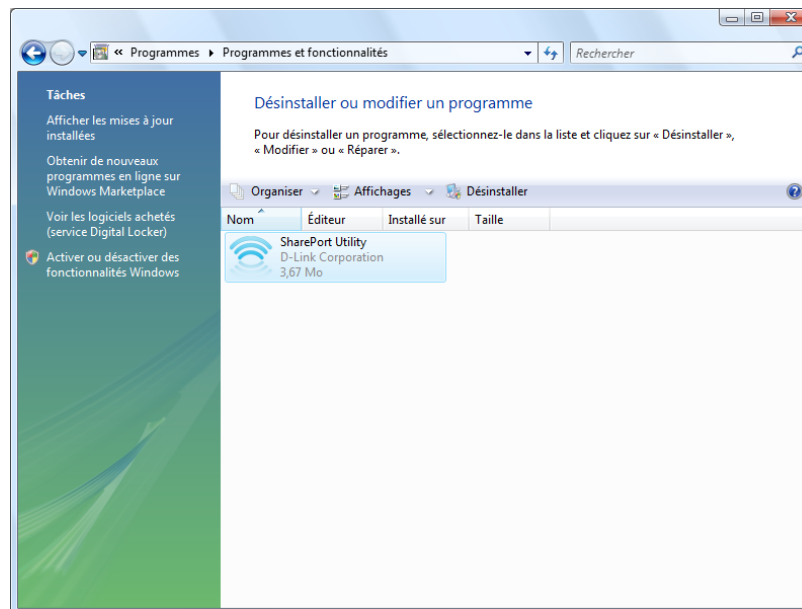 « Programmes ▸ Programmes et fonctionnalités
Rechercher
Tâches
Afficher les mises à jour
installées
Obtenir de nouveaux
programmes en ligne sur
Windows Marketplace
Voir les logiciels achetés
(service Digital Locker)
Activer ou désactiver des
fonctionnalités Windows
Désinstaller ou modifier un programme
Pour désinstaller un programme, sélectionnez-le dans la liste et cliquez sur « Désinstaller »,
« Modifier » ou « Réparer ».
Organiser Affichages Désinstaller
Nom Éditeur Installé sur Taille
SharePort Utility
D-Link Corporation
3,67 Mo